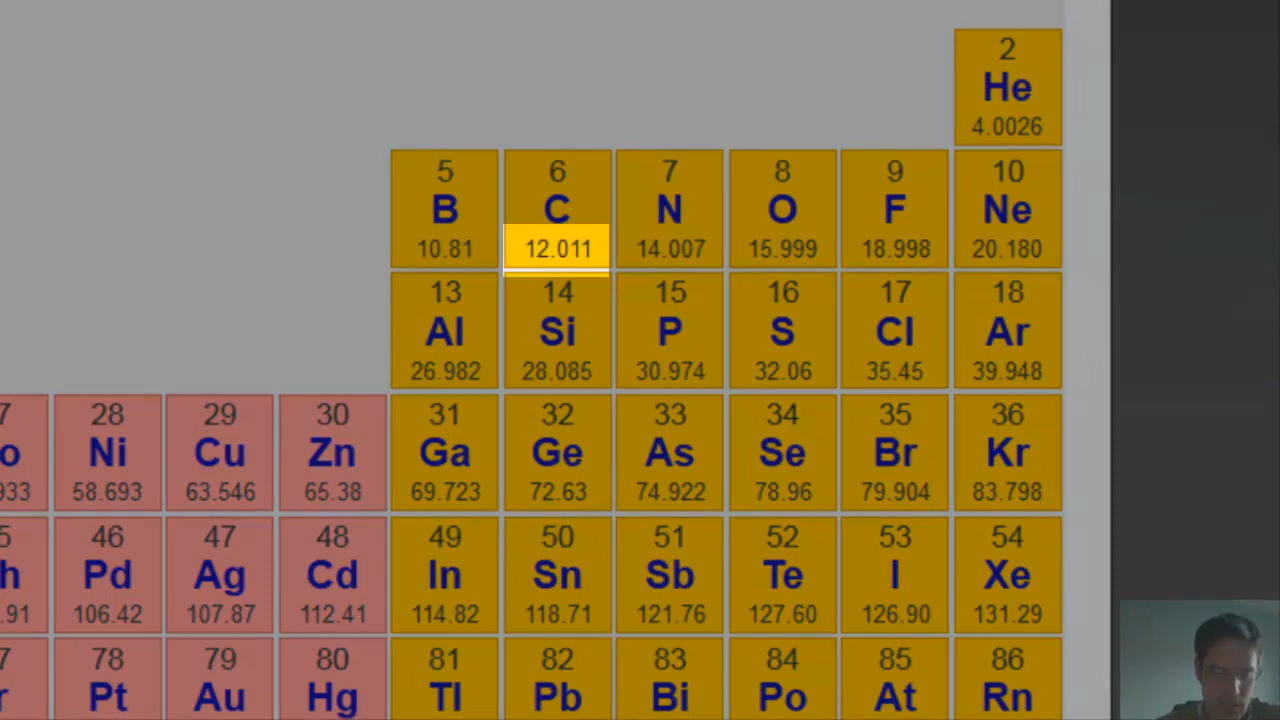 2
He
4.0026
5 6 7 8 9 10
B C N O F Ne
10.81 12.011 14.007 15.999 18.998 20.180
13 14 15 16 17 18
Al Si P S Cl Ar
26.982 28.085 30.974 32.06 35.45 39.948
7 28 29 30 31 32 33 34 35 36
o Ni Cu Zn Ga Ge As Se Br Kr
933 58.693 63.546 65.38 69.723 72.63 74.922 78.96 79.904 83.798
5 46 47 48 49 50 51 52 53 54
h Pd Ag Cd In Sn Sb Te I Xe
.91 106.42 107.87 112.41 114.82 118.71 121.76 127.60 126.90 131.29
7 78 79 80 81 82 83 84 85 86
r Pt Au Hg Tl Pb Bi Po At Rn